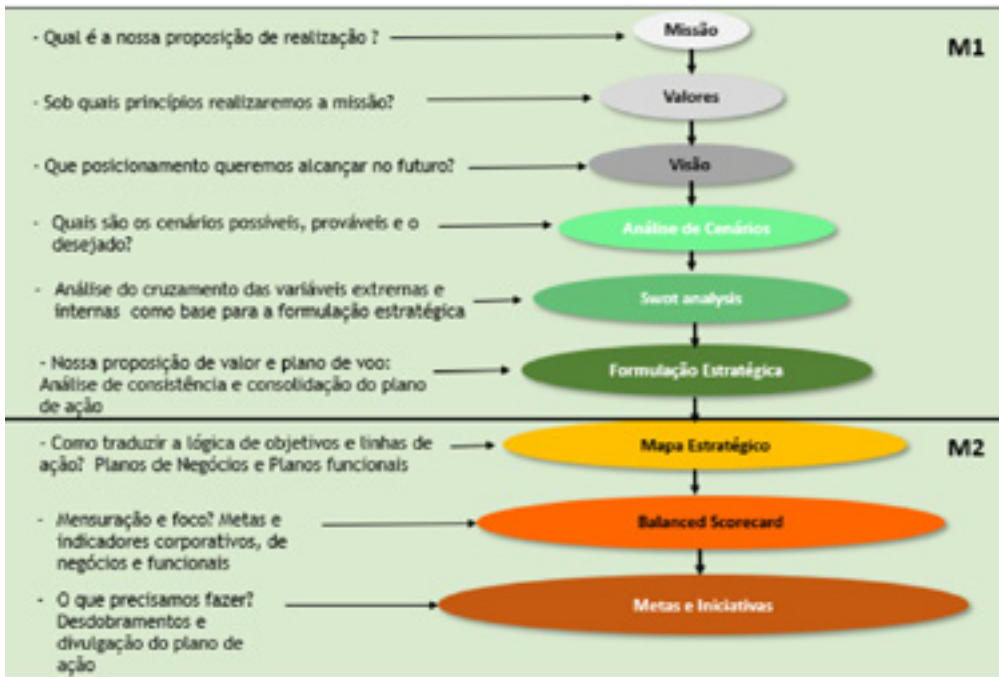 - Qual é a nossa proposição de realização ?
Missão
M1
- Sob quais princípios realizaremos a missão?
Valores
- Que posicionamento queremos alcançar no futuro?
Visão
- Quais são os cenários possíveis, prováveis e o
desejado?
Análise de Cenários
- Análise do cruzamento das variáveis extrernas e
internas como base para a formulação estratégica
Swot analysis
- Nossa proposição de valor e plano de voo:
Análise de consistência e consolidação do plano
de ação
Formulação Estratégica
- Como traduzir a lógica de objetivos e linhas de
ação? Planos de Negócios e Planos funcionais
Mapa Estratégico
M2
- Mensuração e foco? Metas e
indicadores corporativos, de
negócios e funcionais
Balanced Scorecard
- O que precisamos fazer?
Desdobramentos e
divulgação do plano de
ação
Metas e Iniciativas